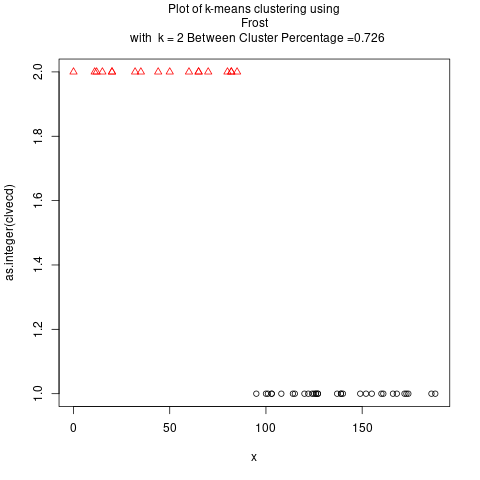 Plot of k-means clustering using
Frost
with  k = 2 Between Cluster Percentage =0.726
as.integer(clvecd)
2.0
1.8
1.6
1.4
1.2
1.0
0 50 100 150
x